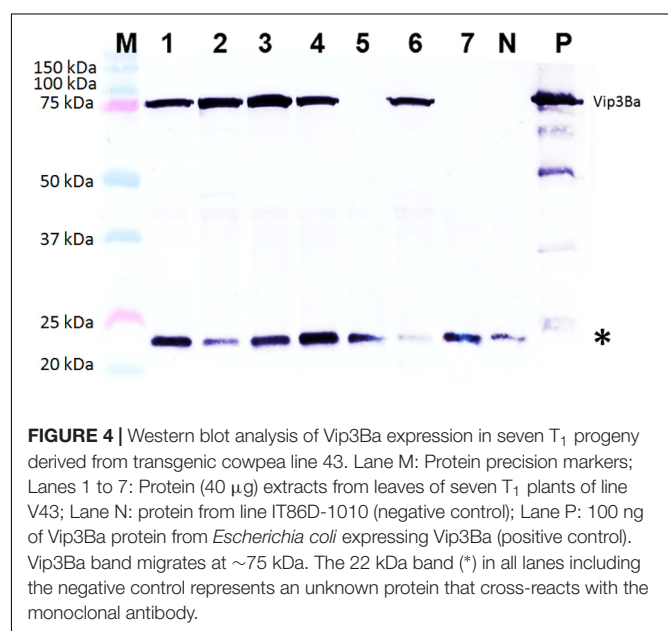 M 1 2 3 4 5 6 7 N P
150 kDa
100 kDa
75 kDa Vip3Ba
50 kDa
37 kDa
25 kDa
*
20 kDa
FIGURE 4 | Western blot analysis of Vip3Ba expression in seven T₁ progeny
derived from transgenic cowpea line 43. Lane M: Protein precision markers;
Lanes 1 to 7: Protein (40 μg) extracts from leaves of seven T₁ plants of line
V43; Lane N: protein from line IT86D-1010 (negative control); Lane P: 100 ng
of Vip3Ba protein from Escherichia coli expressing Vip3Ba (positive control).
Vip3Ba band migrates at ~75 kDa. The 22 kDa band (*) in all lanes including
the negative control represents an unknown protein that cross-reacts with the
monoclonal antibody.